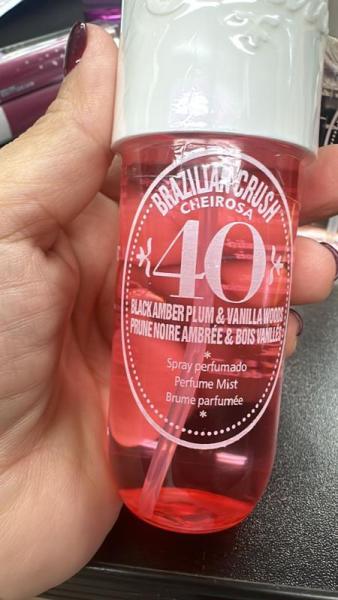 BRAZILIAN CRUSH
CHEIROSA
40
BLACK AMBER PLUM & VANILLA WOODS
PRUNE NOIRE AMBRÉE & BOIS VANILLÉS
Spray perfumado
Perfume Mist
Brume parfumée